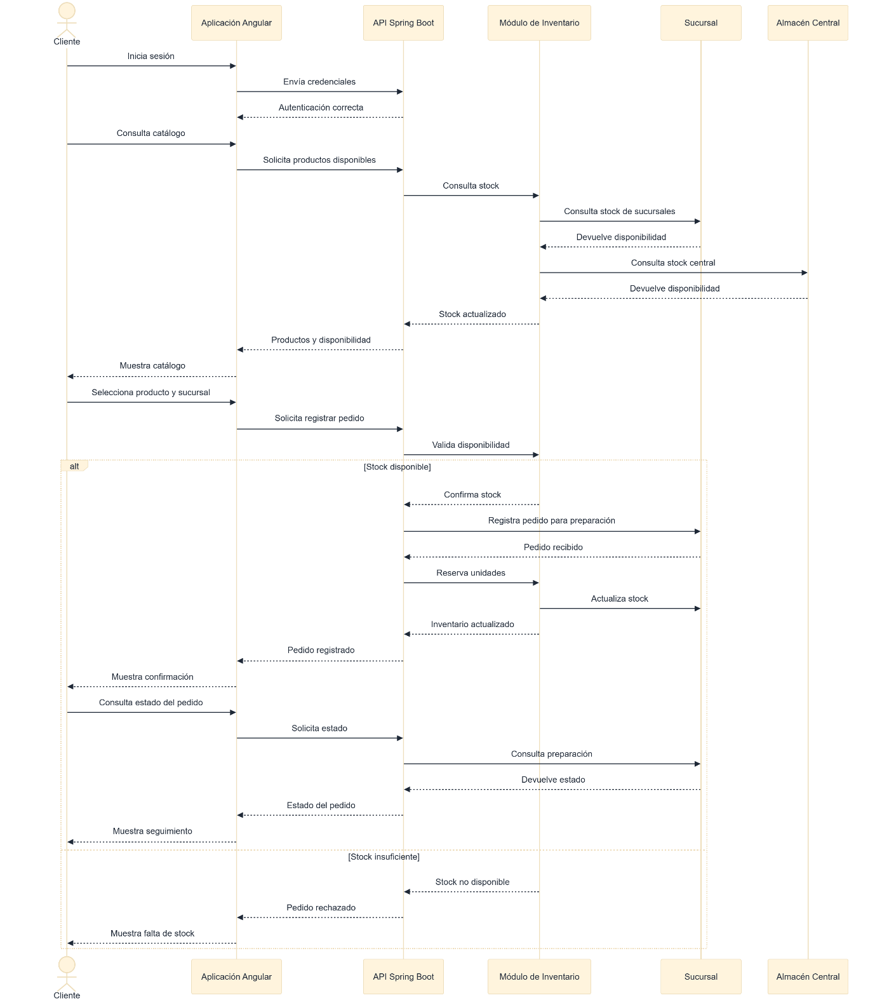 Cliente
Aplicación Angular
API Spring Boot
Módulo de Inventario
Sucursal
Almacén Central
Inicia sesión
Envía credenciales
Autenticación correcta
Consulta catálogo
Solicita productos disponibles
Consulta stock
Consulta stock de sucursales
Devuelve disponibilidad
Consulta stock central
Devuelve disponibilidad
Stock actualizado
Productos y disponibilidad
Muestra catálogo
Selecciona producto y sucursal
Solicita registrar pedido
Valida disponibilidad
alt
[Stock disponible]
Confirma stock
Registra pedido para preparación
Pedido recibido
Reserva unidades
Actualiza stock
Inventario actualizado
Pedido registrado
Muestra confirmación
Consulta estado del pedido
Solicita estado
Consulta preparación
Devuelve estado
Estado del pedido
Muestra seguimiento
[Stock insuficiente]
Stock no disponible
Pedido rechazado
Muestra falta de stock
Cliente
Aplicación Angular
API Spring Boot
Módulo de Inventario
Sucursal
Almacén Central